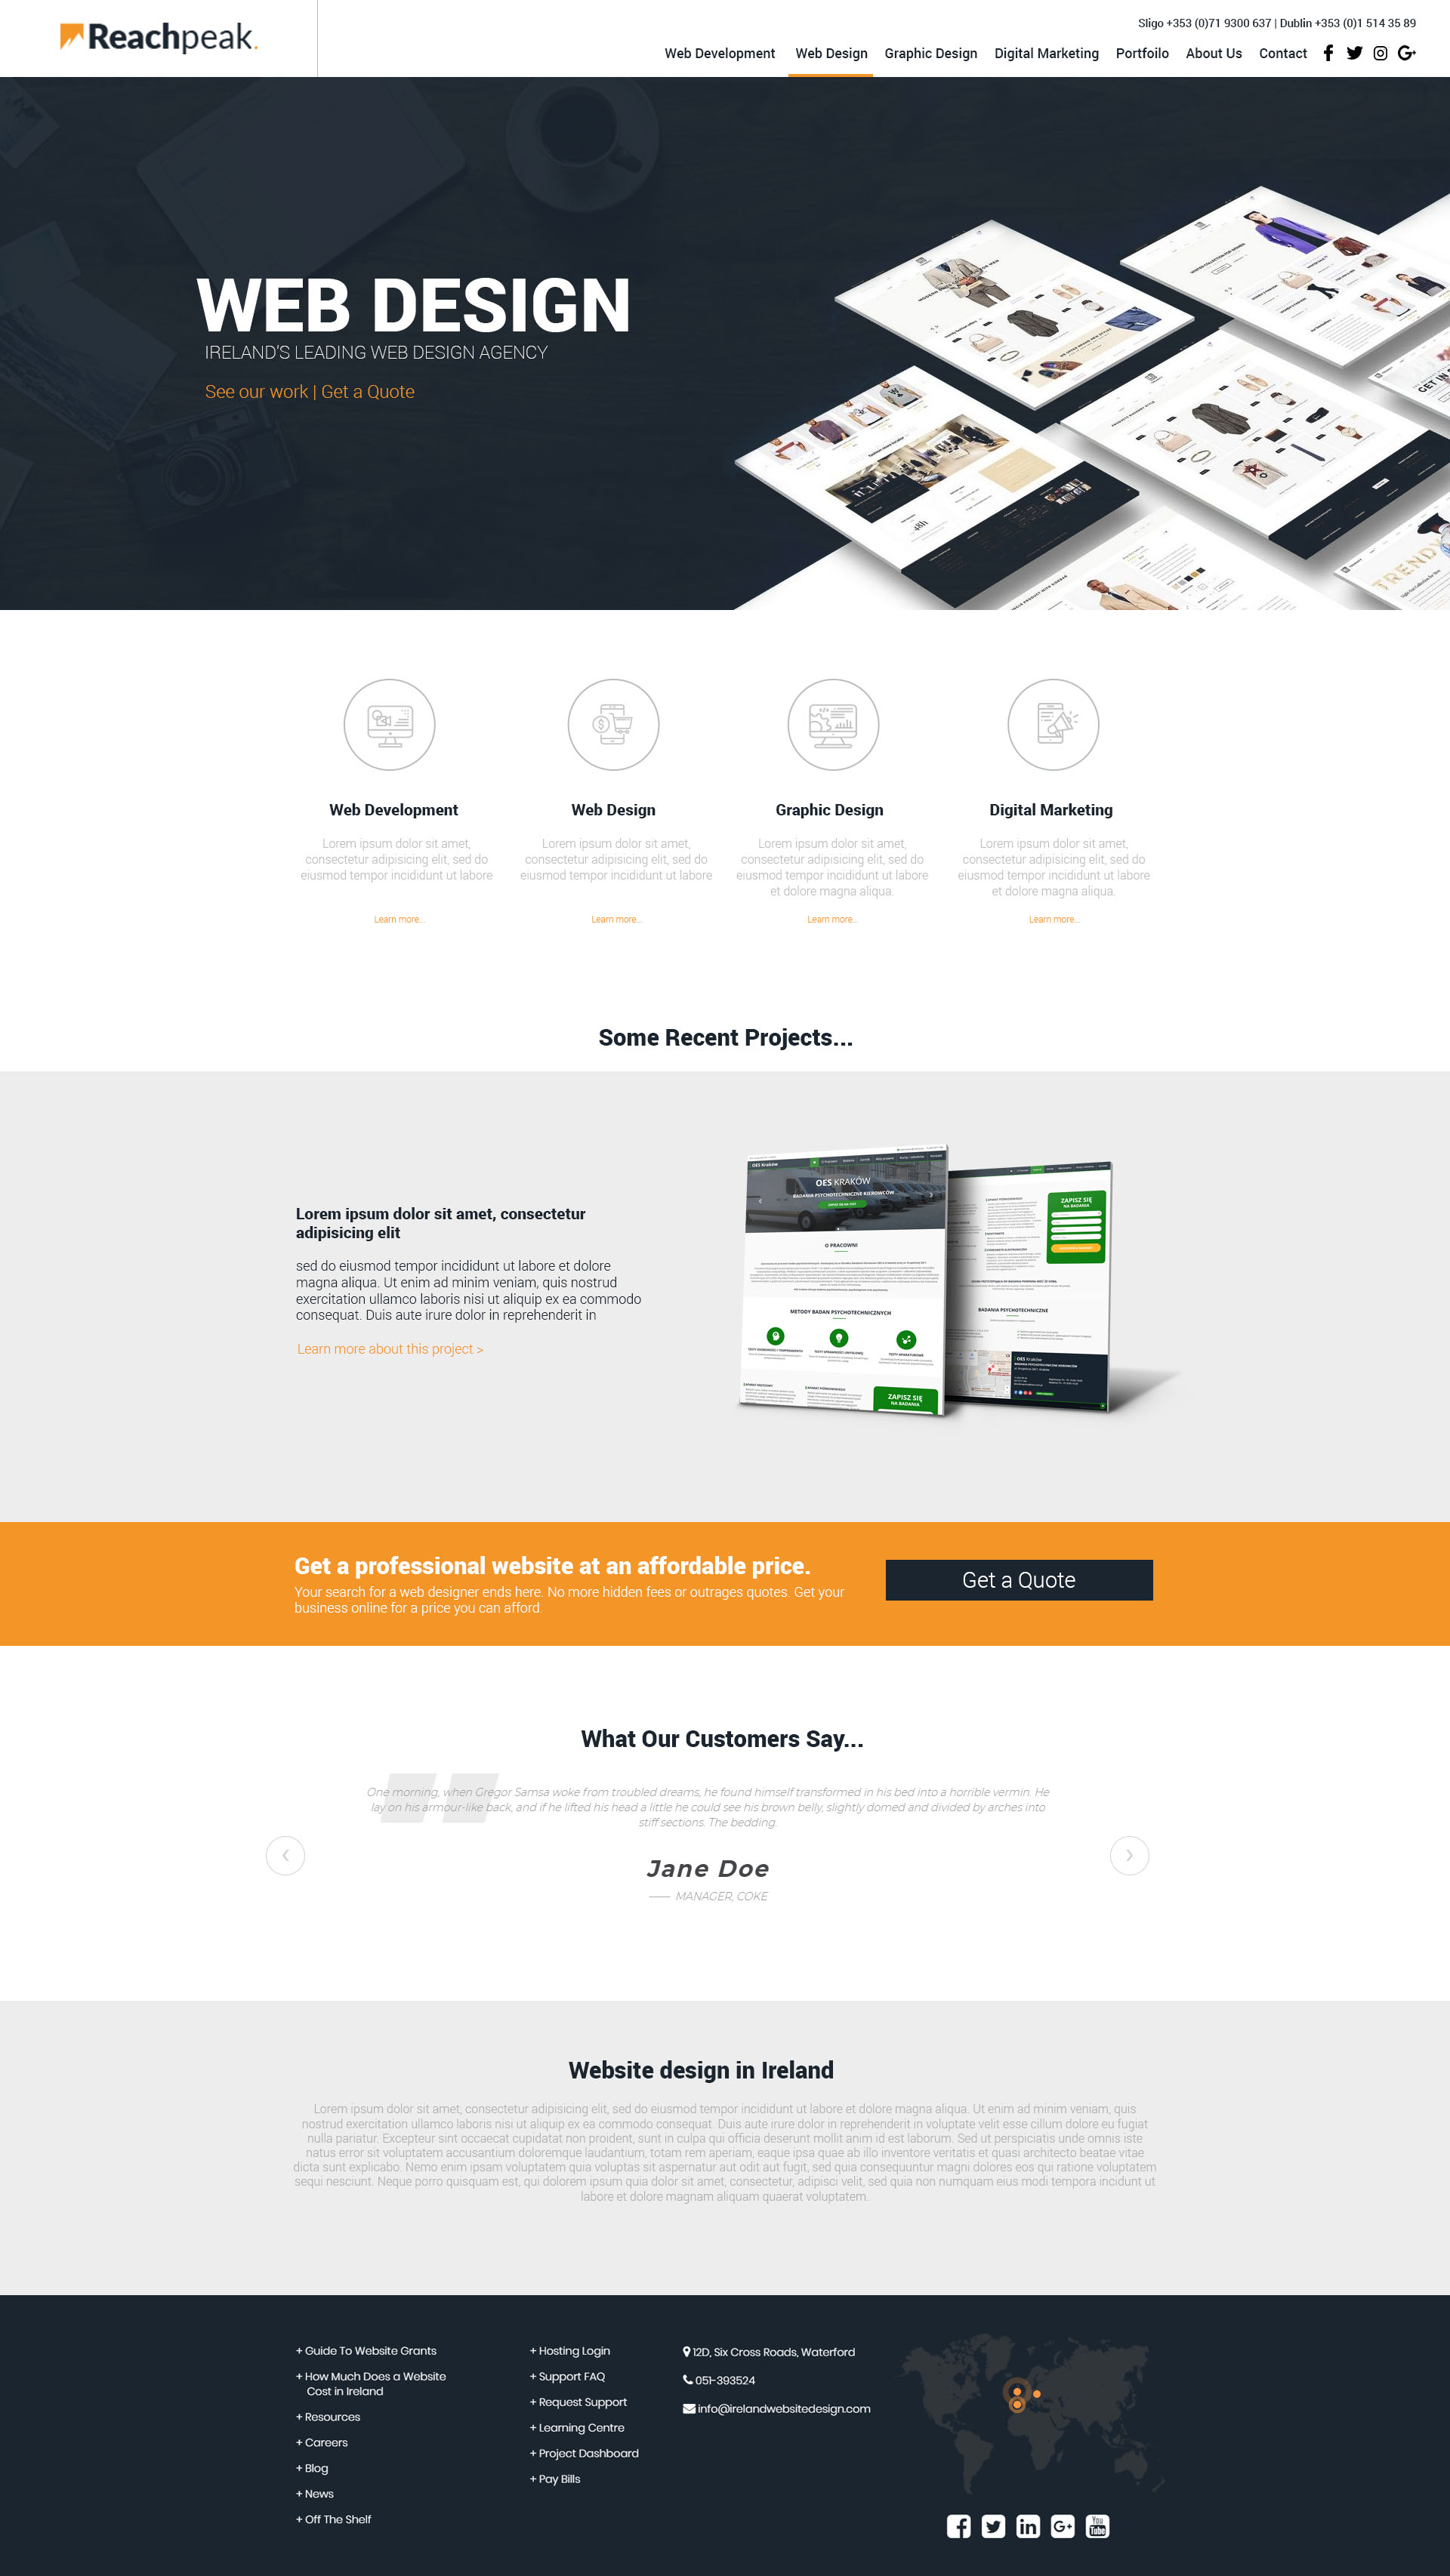 Reachpeak.
Sligo +353 (0)71 9300 637 | Dublin +353 (0)1 514 35 89
Web Development Web Design Graphic Design Digital Marketing Portfoilo About Us Contact
WEB DESIGN
IRELAND'S LEADING WEB DESIGN AGENCY
See our work | Get a Quote
GET IN
48h
TRENDY
Web Development
Lorem ipsum dolor sit amet,
consectetur adipisicing elit, sed do
eiusmod tempor incididunt ut labore
Learn more...
Web Design
Lorem ipsum dolor sit amet,
consectetur adipisicing elit, sed do
eiusmod tempor incididunt ut labore
Learn more...
Graphic Design
Lorem ipsum dolor sit amet,
consectetur adipisicing elit, sed do
eiusmod tempor incididunt ut labore
et dolore magna aliqua.
Learn more...
Digital Marketing
Lorem ipsum dolor sit amet,
consectetur adipisicing elit, sed do
eiusmod tempor incididunt ut labore
et dolore magna aliqua.
Learn more...
Some Recent Projects...
Lorem ipsum dolor sit amet, consectetur
adipisicing elit
sed do eiusmod tempor incididunt ut labore et dolore
magna aliqua. Ut enim ad minim veniam, quis nostrud
exercitation ullamco laboris nisi ut aliquip ex ea commodo
consequat. Duis aute irure dolor in reprehenderit in
Learn more about this project >
OES Kraków
OES KRAKÓW
BADANIA PSYCHOTECHNICZNE KIEROWCÓW
O PRACOWNI
METODY BADAN PSYCHOTECHNICZNYCH
ZAPISZ SIĘ
NA BADANIA
ZAPISZ SIĘ
NA BADANIA
BADANIA PSYCHOTECHNICZNE
OES Kraków
Get a professional website at an affordable price.
Your search for a web designer ends here. No more hidden fees or outrages quotes. Get your
business online for a price you can afford.
Get a Quote
What Our Customers Say...
One morning, when Gregor Samsa woke from troubled dreams, he found himself transformed in his bed into a horrible vermin. He
lay on his armour-like back, and if he lifted his head a little he could see his brown belly, slightly domed and divided by arches into
stiff sections. The bedding.
Jane Doe
MANAGER, COKE
Website design in Ireland
Lorem ipsum dolor sit amet, consectetur adipisicing elit, sed do eiusmod tempor incididunt ut labore et dolore magna aliqua. Ut enim ad minim veniam, quis
nostrud exercitation ullamco laboris nisi ut aliquip ex ea commodo consequat. Duis aute irure dolor in reprehenderit in voluptate velit esse cillum dolore eu fugiat
nulla pariatur. Excepteur sint occaecat cupidatat non proident, sunt in culpa qui officia deserunt mollit anim id est laborum. Sed ut perspiciatis unde omnis iste
natus error sit voluptatem accusantium doloremque laudantium, totam rem aperiam, eaque ipsa quae ab illo inventore veritatis et quasi architecto beatae vitae
dicta sunt explicabo. Nemo enim ipsam voluptatem quia voluptas sit aspernatur aut odit aut fugit, sed quia consequuntur magni dolores eos qui ratione voluptatem
sequi nesciunt. Neque porro quisquam est, qui dolorem ipsum quia dolor sit amet, consectetur, adipisci velit, sed quia non numquam eius modi tempora incidunt ut
labore et dolore magnam aliquam quaerat voluptatem.
+ Guide To Website Grants
+ How Much Does a Website
Cost in Ireland
+ Resources
+ Careers
+ Blog
+ News
+ Off The Shelf
+ Hosting Login
+ Support FAQ
+ Request Support
+ Learning Centre
+ Project Dashboard
+ Pay Bills
12D, Six Cross Roads, Waterford
051-393524
info@irelandwebsitedesign.com
You
Tube